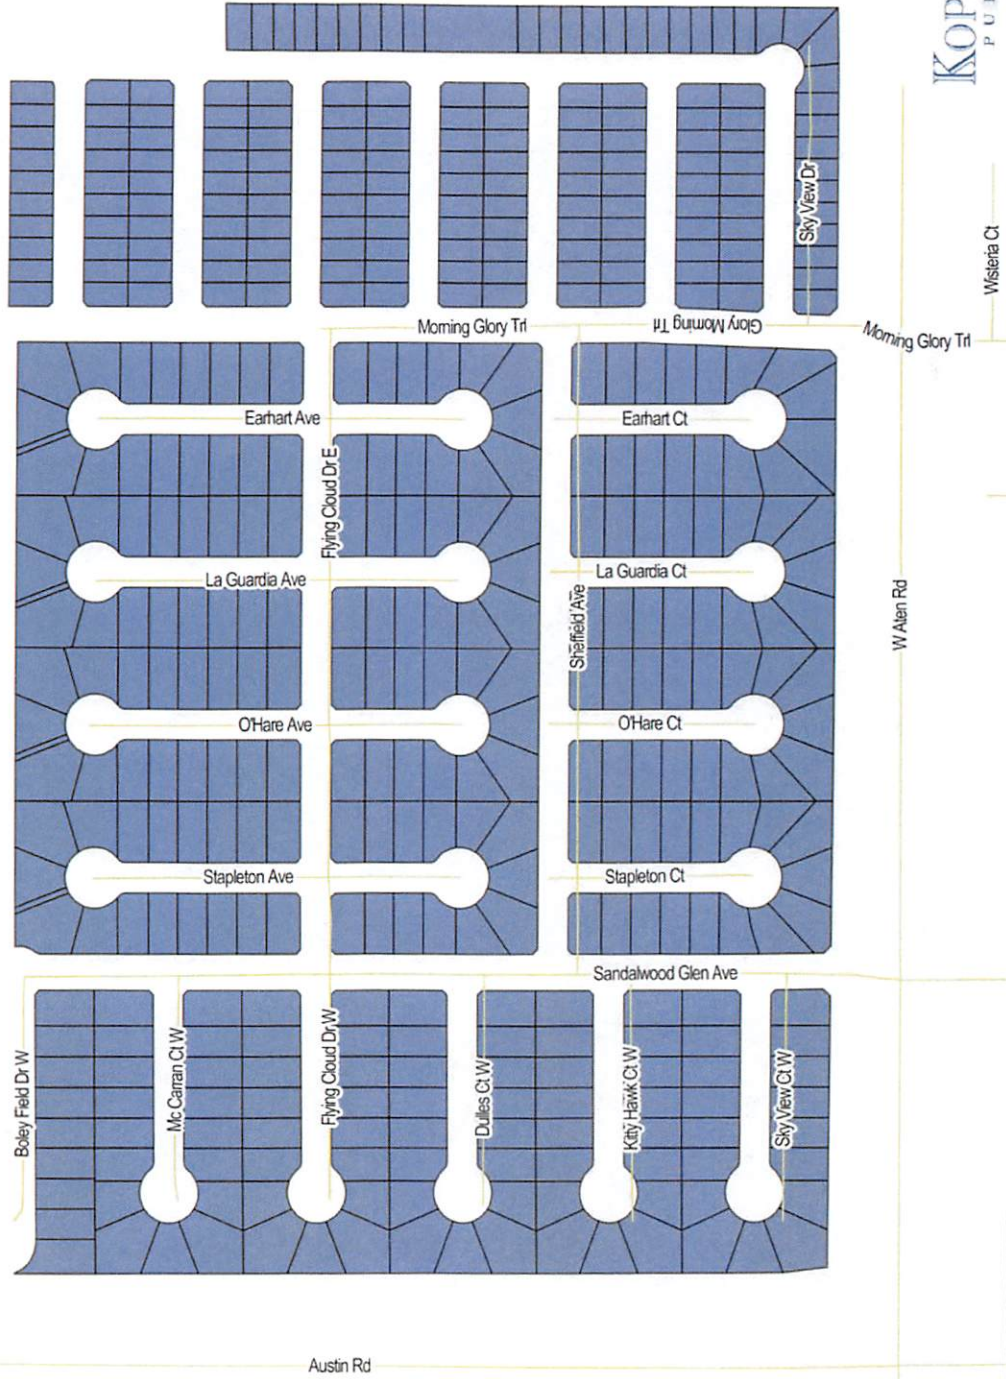 KOP
PU
Sky View Dr
Wisteria Ct
Morning Glory Trl
Glory Morning Trl
Morning Glory Trl
Earhart Ave
Earhart Ct
Flying Cloud Dr E
La Guardia Ave
La Guardia Ct
Sheffield Ave
W Aten Rd
O'Hare Ave
O'Hare Ct
Stapleton Ave
Stapleton Ct
Sandalwood Glen Ave
Boley Field Dr W
Mc Carran Ct W
Flying Cloud Dr W
Dulles Ct W
Kitty Hawk Ct W
Sky View Ct W
Austin Rd